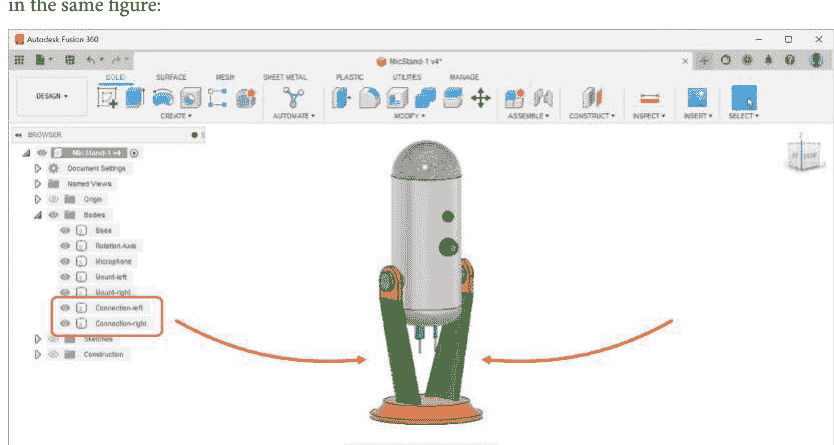 in the same figure:
Autodesk Fusion 360
MicStand-1 v4*
SOLID SURFACE MESH SHEET METAL PLASTIC UTILITIES MANAGE
DESIGN
CREATE AUTOMATE MODIFY ASSEMBLE CONSTRUCT INSPECT INSERT SELECT
BROWSER
MicStand-1 v4
Document Settings
Named Views
Origin
Bodies
Base
Rotation Axis
Microphone
Mount-left
Mount-right
Connection-left
Connection-right
Sketches
Construction